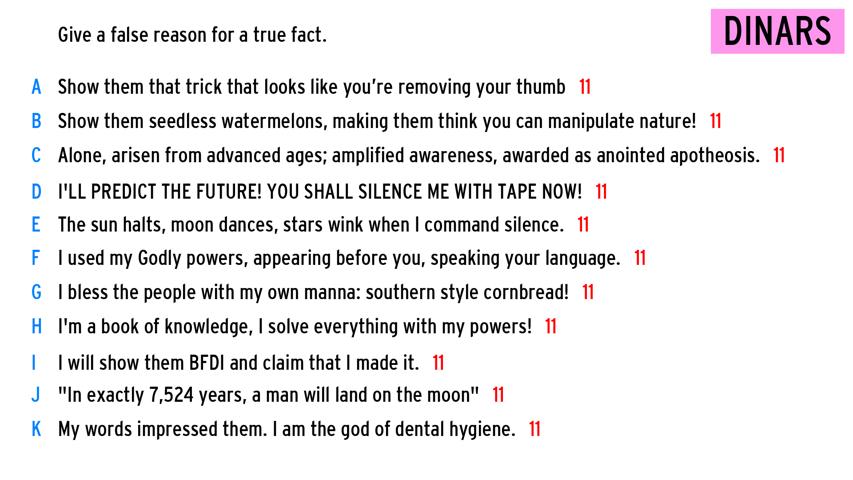 Give a false reason for a true fact.
DINARS
A Show them that trick that looks like you're removing your thumb 11
B Show them seedless watermelons, making them think you can manipulate nature! 11
C Alone, arisen from advanced ages; amplified awareness, awarded as anointed apotheosis. 11
D I'LL PREDICT THE FUTURE! YOU SHALL SILENCE ME WITH TAPE NOW! 11
E The sun halts, moon dances, stars wink when I command silence. 11
F I used my Godly powers, appearing before you, speaking your language. 11
G I bless the people with my own manna: southern style cornbread! 11
H I'm a book of knowledge, I solve everything with my powers! 11
I I will show them BFDI and claim that I made it. 11
J "In exactly 7,524 years, a man will land on the moon" 11
K My words impressed them. I am the god of dental hygiene. 11